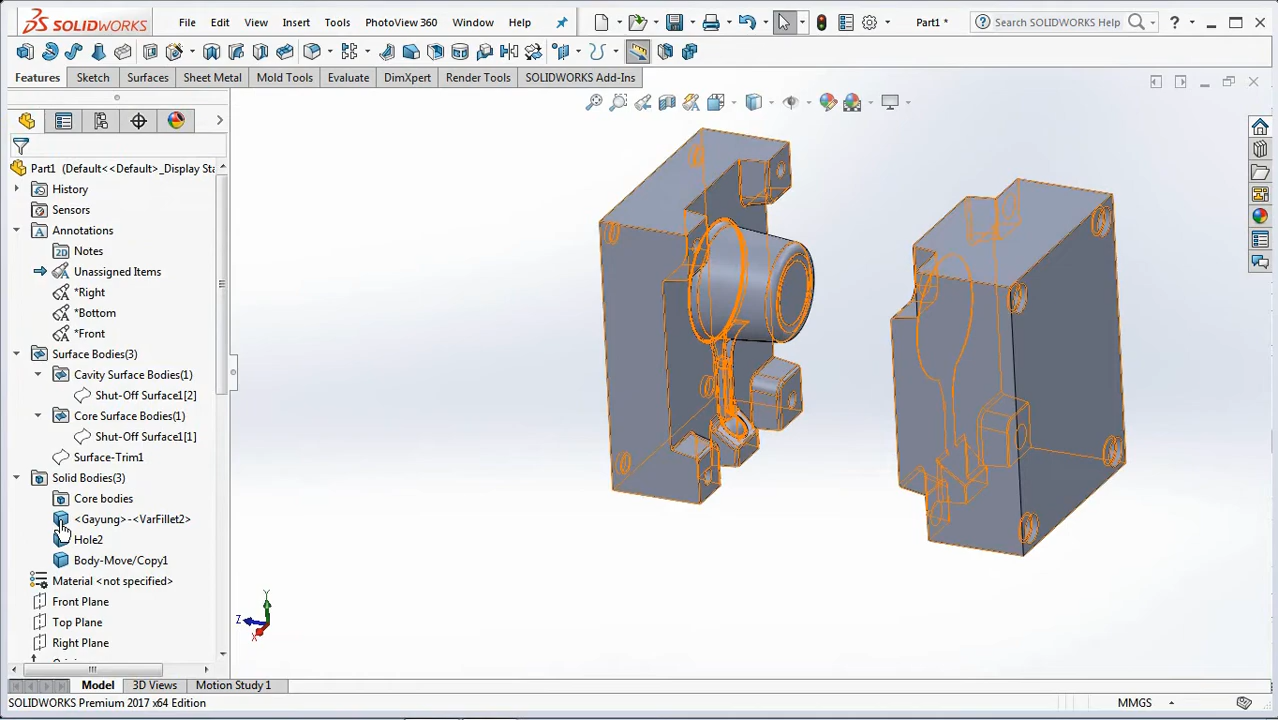 SOLIDWORKS
File Edit View Insert Tools PhotoView 360 Window Help
Part1 *
Search SOLIDWORKS Help
Features Sketch Surfaces Sheet Metal Mold Tools Evaluate DimXpert Render Tools SOLIDWORKS Add-Ins
Part1 (Default<<Default>_Display Sta
History
Sensors
Annotations
Notes
Unassigned Items
*Right
*Bottom
*Front
Surface Bodies(3)
Cavity Surface Bodies(1)
Shut-Off Surface1[2]
Core Surface Bodies(1)
Shut-Off Surface1[1]
Surface-Trim1
Solid Bodies(3)
Core bodies
<Gayung>-<VarFillet2>
Hole2
Body-Move/Copy1
Material <not specified>
Front Plane
Top Plane
Right Plane
Y
Z
X
Model 3D Views Motion Study 1
SOLIDWORKS Premium 2017 x64 Edition
MMGS